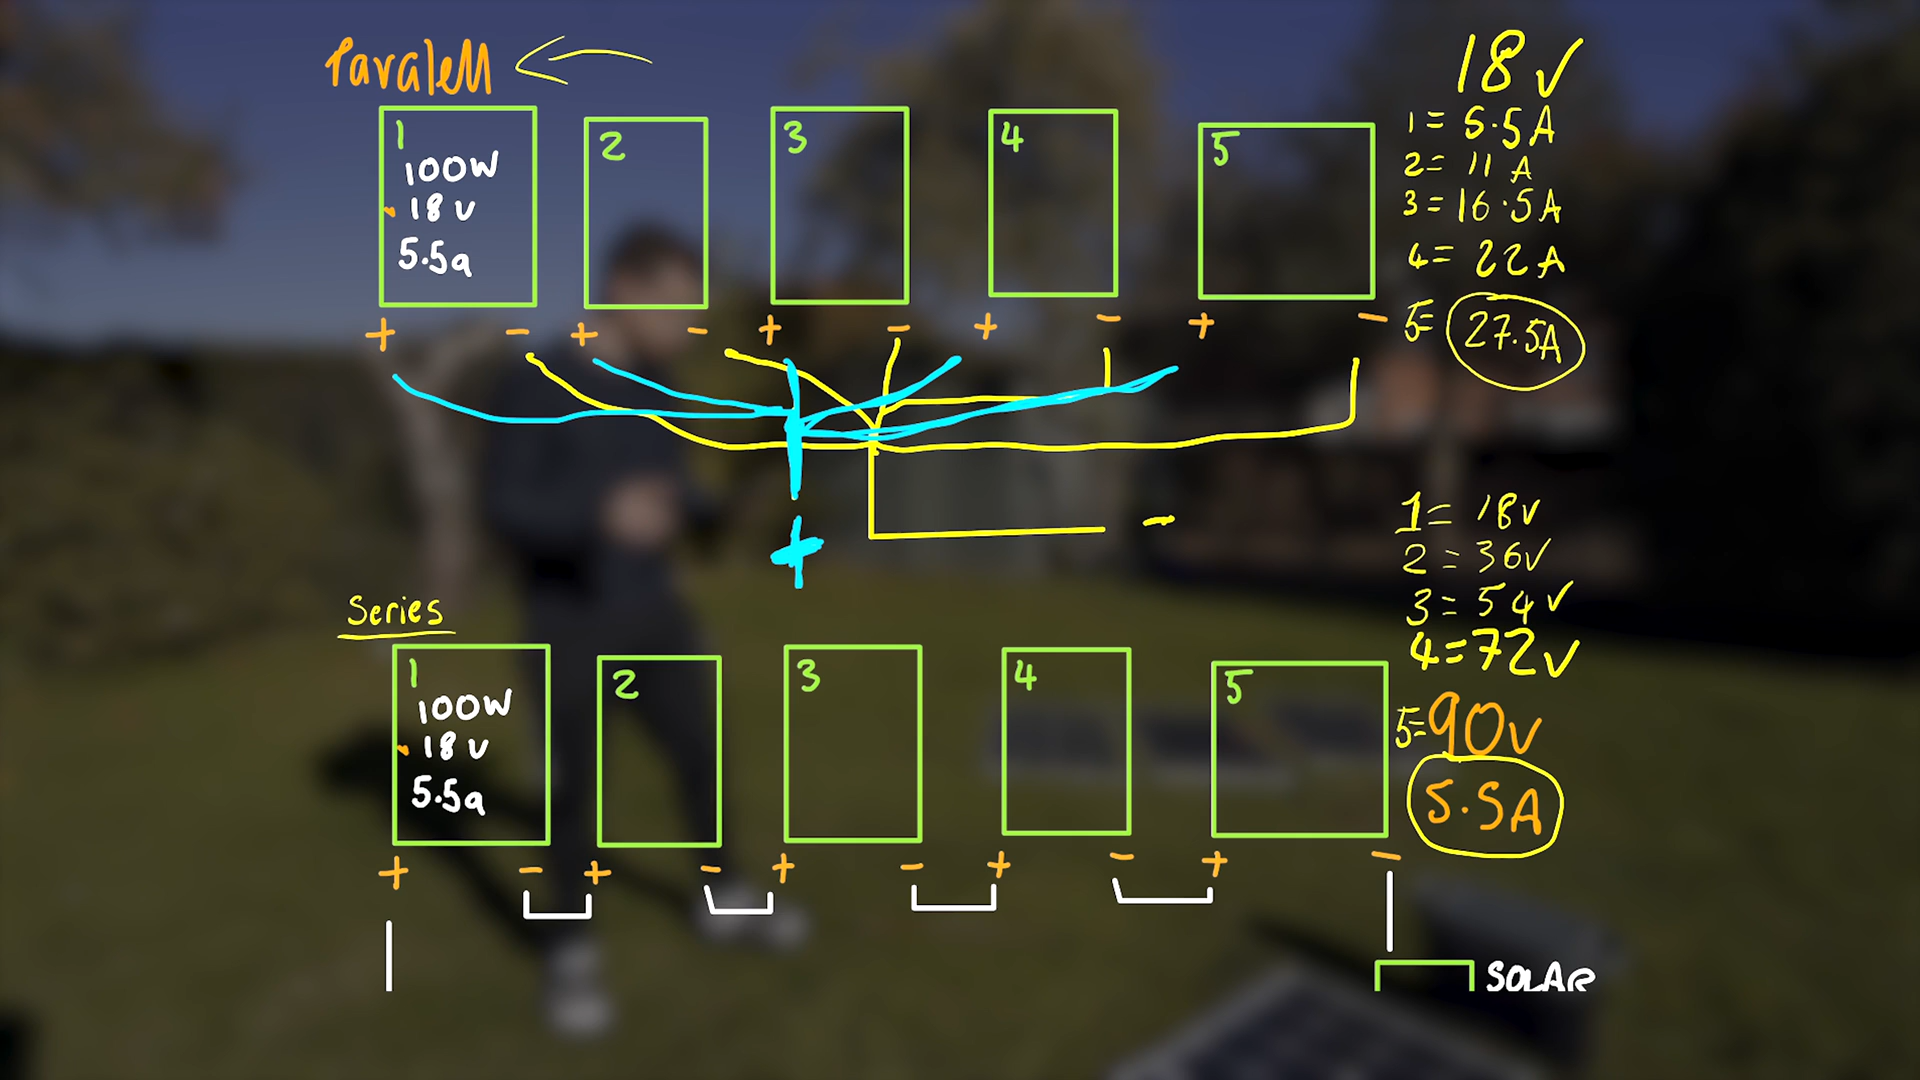 Paralell
18V
1 = 5.5A
2 = 11 A
3 = 16.5A
4 = 22A
5 = 27.5A
1
100W
- 18V
5.5a
2
3
4
5
+ - + - + - + - + -
+
-
1 = 18V
2 = 36V
3 = 54V
4 = 72V
5 = 90V
5.5A
Series
1
100W
- 18V
5.5a
2
3
4
5
+ - + - + - + - + -
SOLAR